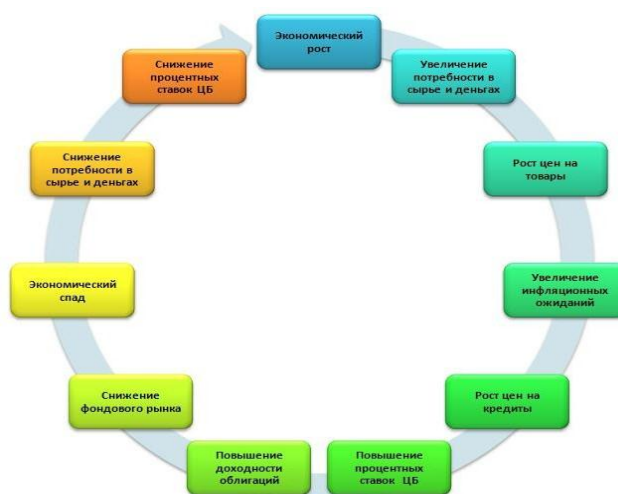 Экономический
рост
Увеличение
потребности в
сырье и деньгах
Рост цен на
товары
Увеличение
инфляционных
ожиданий
Рост цен на
кредиты
Повышение
процентных
ставок ЦБ
Повышение
доходности
облигаций
Снижение
фондового рынка
Экономический
спад
Снижение
потребности в
сырье и деньгах
Снижение
процентных
ставок ЦБ